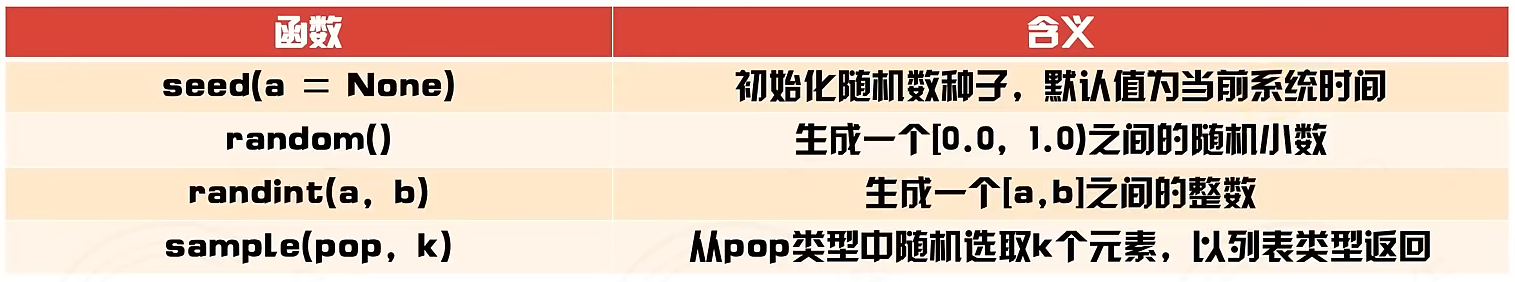 函数 含义
seed(a = None) 初始化随机数种子，默认值为当前系统时间
random() 生成一个[0.0, 1.0)之间的随机小数
randint(a, b) 生成一个[a,b]之间的整数
sample(pop, k) 从pop类型中随机选取k个元素，以列表类型返回